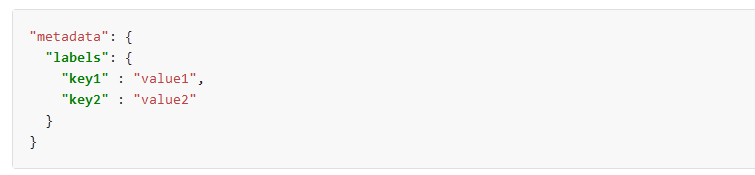 "metadata": {
  "labels": {
    "key1" : "value1",
    "key2" : "value2"
  }
}